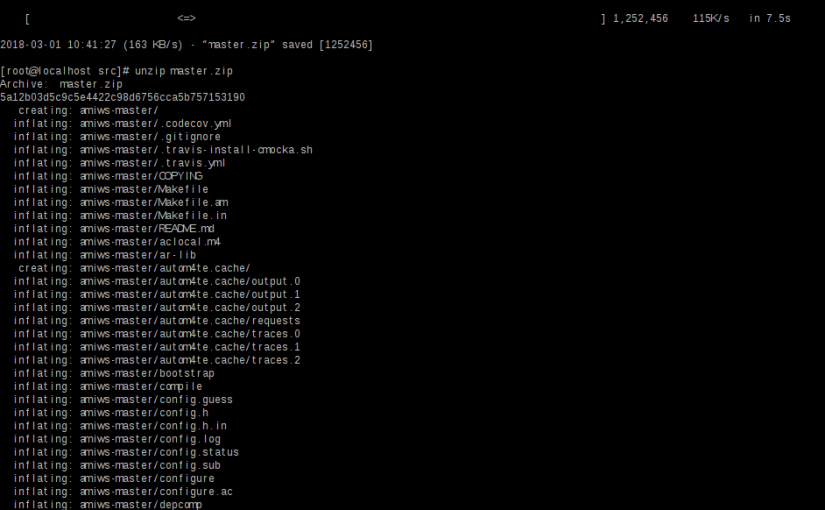 [ <=> ] 1,252,456 115K/s in 7.5s
2018-03-01 10:41:27 (163 KB/s) - “master.zip” saved [1252456]
[root@localhost src]# unzip master.zip
Archive: master.zip
5a12b03d5c9c5e4422c98d6756cca5b757153190
creating: amiws-master/
inflating: amiws-master/.codecov.yml
inflating: amiws-master/.gitignore
inflating: amiws-master/.travis-install-cmocka.sh
inflating: amiws-master/.travis.yml
inflating: amiws-master/COPYING
inflating: amiws-master/Makefile
inflating: amiws-master/Makefile.am
inflating: amiws-master/Makefile.in
inflating: amiws-master/README.md
inflating: amiws-master/aclocal.m4
inflating: amiws-master/ar-lib
creating: amiws-master/autom4te.cache/
inflating: amiws-master/autom4te.cache/output.0
inflating: amiws-master/autom4te.cache/output.1
inflating: amiws-master/autom4te.cache/output.2
inflating: amiws-master/autom4te.cache/requests
inflating: amiws-master/autom4te.cache/traces.0
inflating: amiws-master/autom4te.cache/traces.1
inflating: amiws-master/autom4te.cache/traces.2
inflating: amiws-master/bootstrap
inflating: amiws-master/compile
inflating: amiws-master/config.guess
inflating: amiws-master/config.h
inflating: amiws-master/config.h.in
inflating: amiws-master/config.log
inflating: amiws-master/config.status
inflating: amiws-master/config.sub
inflating: amiws-master/configure
inflating: amiws-master/configure.ac
inflating: amiws-master/depcomp